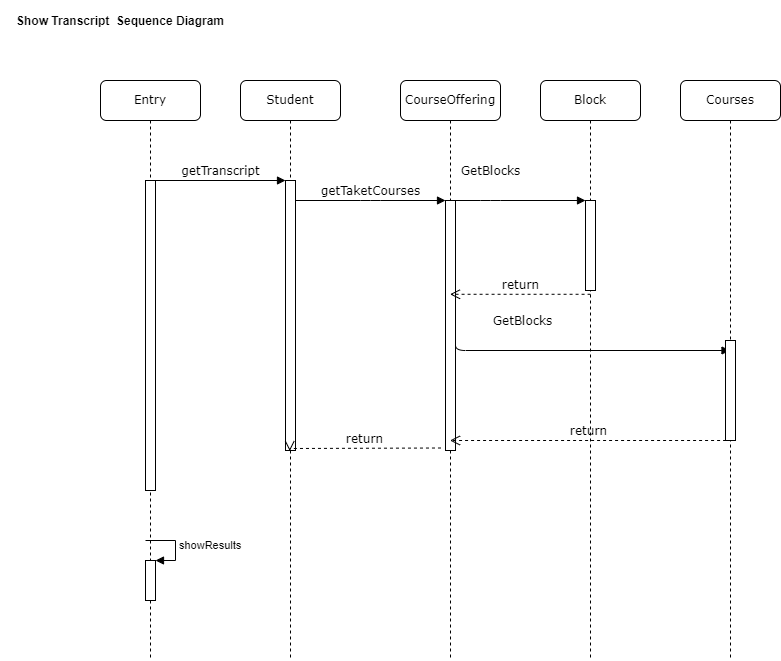 Show Transcript  Sequence Diagram
Entry
Student
CourseOffering
Block
Courses
getTranscript
GetBlocks
getTaketCourses
return
GetBlocks
return
return
showResults